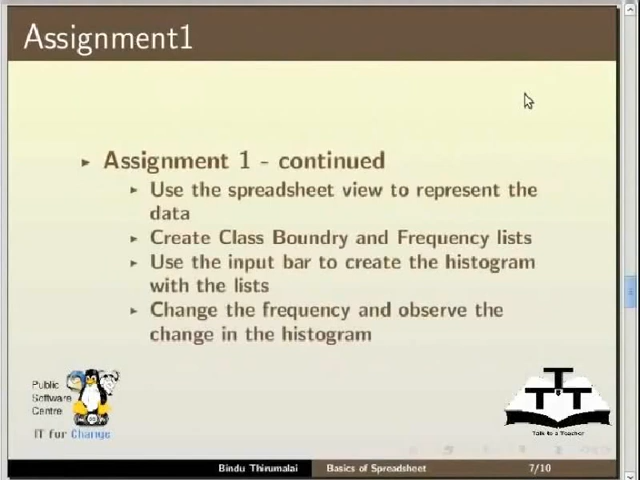 Assignment1
Assignment 1 - continued
Use the spreadsheet view to represent the
data
Create Class Boundry and Frequency lists
Use the input bar to create the histogram
with the lists
Change the frequency and observe the
change in the histogram
Public
Software
Centre
IT for Change
T
T T
Talk to a Teacher
Bindu Thirumalai Basics of Spreadsheet 7/10